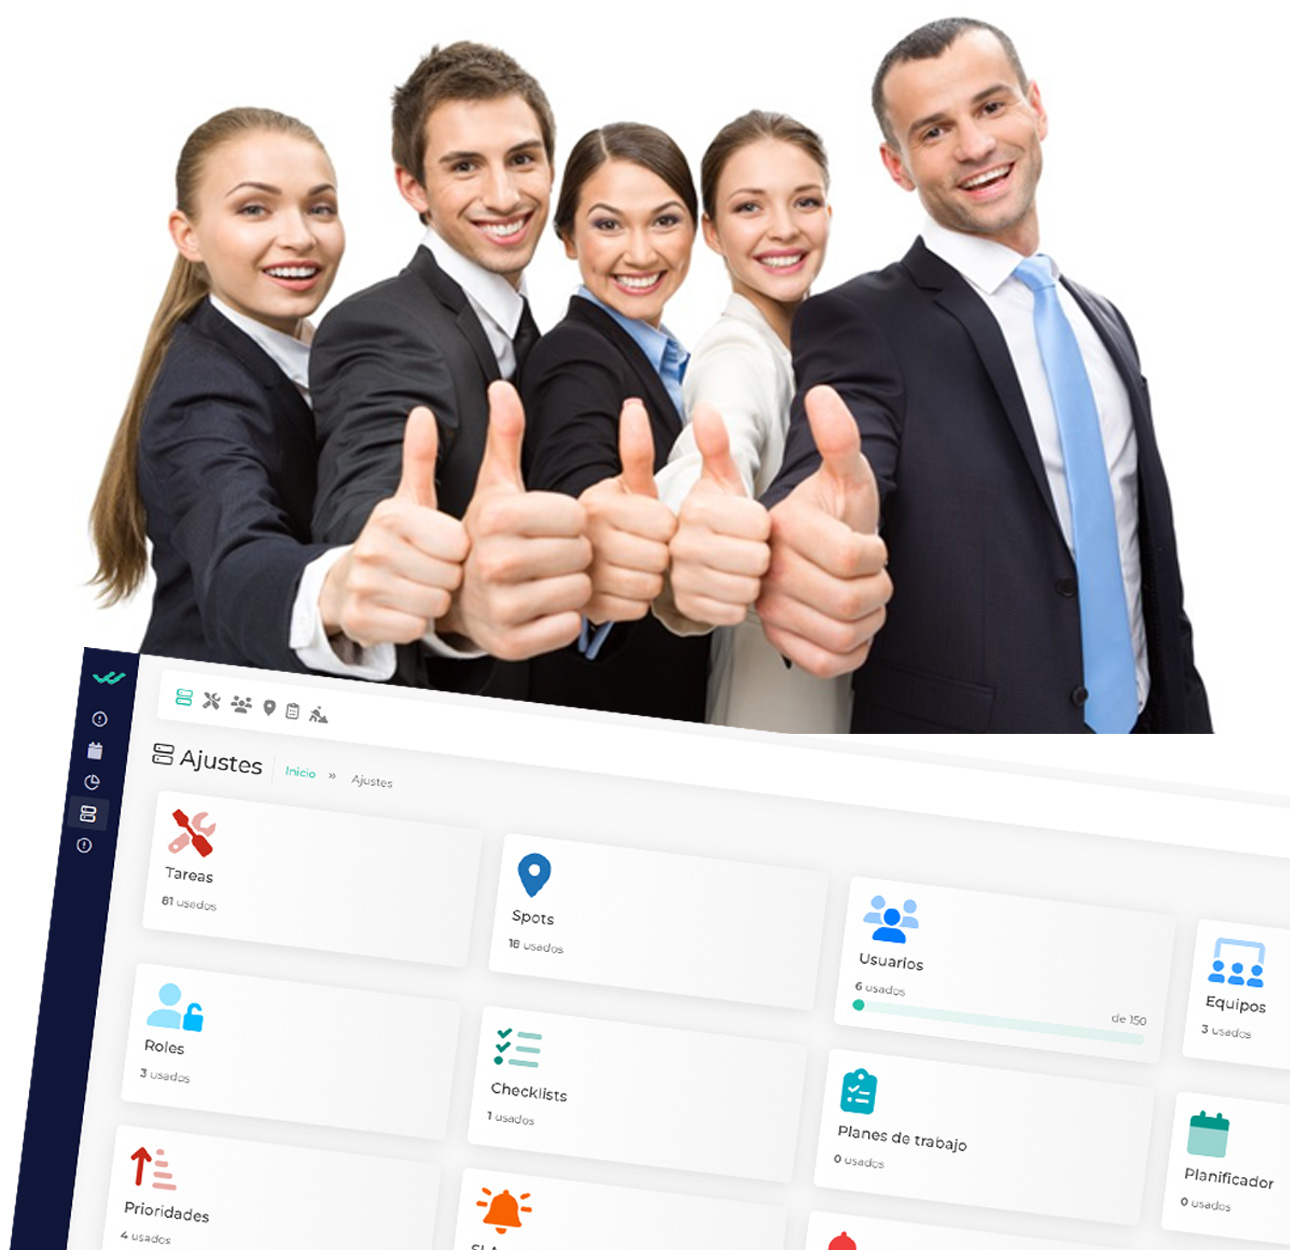 Ajustes
Inicio » Ajustes
Tareas
81 usados
Spots
18 usados
Usuarios
6 usados
de 150
Equipos
3 usados
Roles
3 usados
Checklists
1 usados
Planes de trabajo
0 usados
Planificador
0 usados
Prioridades
4 usados